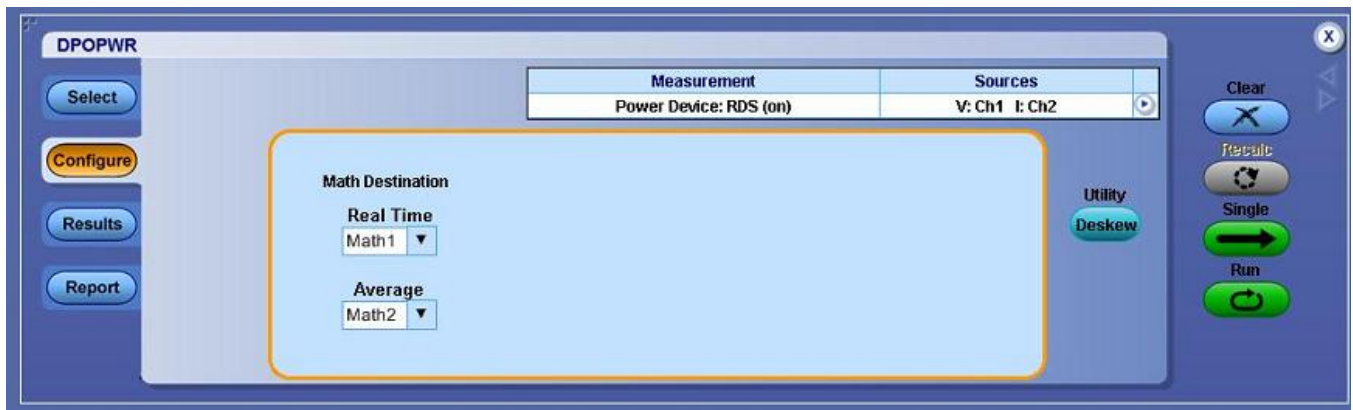 DPOPWR
X
Select
Configure
Results
Report
Measurement
Sources
Power Device: RDS (on)
V: Ch1 I: Ch2
Math Destination
Real Time
Math1
Average
Math2
Utility
Deskew
Clear
Recalc
Single
Run